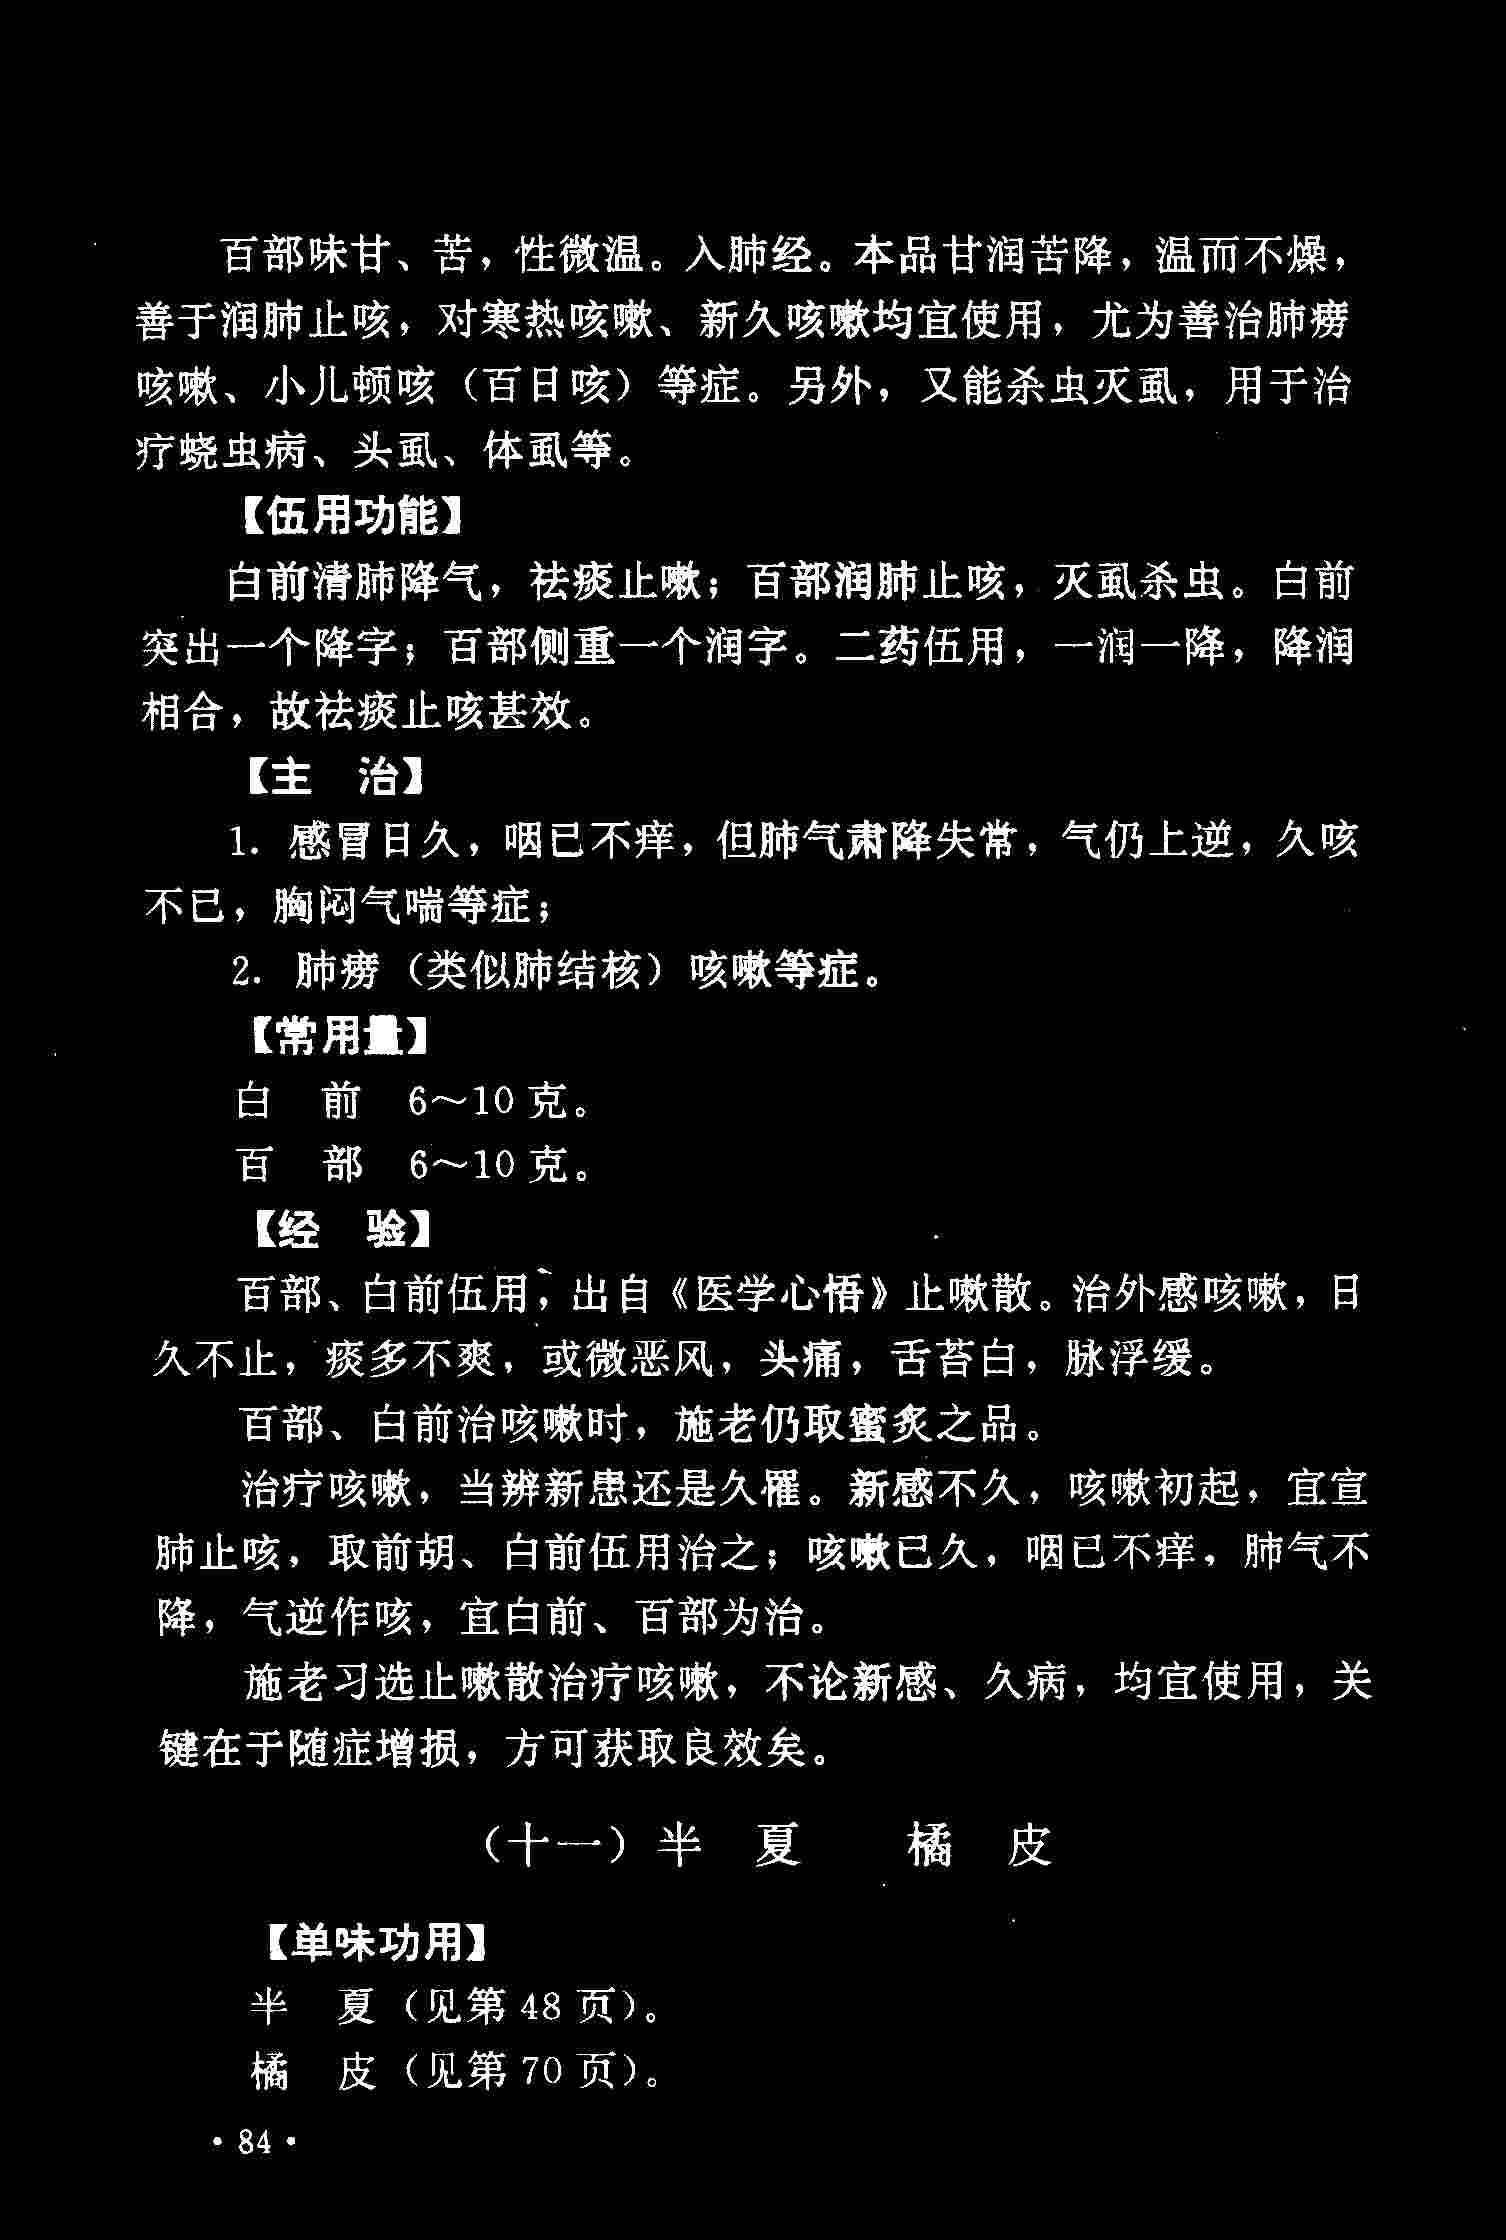 百部味甘、苦，性微温。入肺经。本品甘润苦降，温而不燥，
善于润肺止咳，对寒热咳嗽、新久咳嗽均宜使用，尤为善治肺痨
咳嗽、小儿顿咳（百日咳）等症。另外，又能杀虫灭虱，用于治
疗蛲虫病、头虱、体虱等。
【伍用功能】
白前清肺降气，祛痰止嗽；百部润肺止咳，灭虱杀虫。白前
突出一个降字；百部侧重一个润字。二药伍用，一润一降，降润
相合，故祛痰止咳甚效。
【主　治】
1. 感冒日久，咽已不痒，但肺气肃降失常，气仍上逆，久咳
不已，胸闷气喘等症；
2. 肺痨（类似肺结核）咳嗽等症。
【常用量】
白　前　6～10 克。
百　部　6～10 克。
【经　验】
百部、白前伍用，出自《医学心悟》止嗽散。治外感咳嗽，日
久不止，痰多不爽，或微恶风，头痛，舌苔白，脉浮缓。
百部、白前治咳嗽时，施老仍取蜜炙之品。
治疗咳嗽，当辨新患还是久罹。新感不久，咳嗽初起，宜宣
肺止咳，取前胡、白前伍用治之；咳嗽已久，咽已不痒，肺气不
降，气逆作咳，宜白前、百部为治。
施老习选止嗽散治疗咳嗽，不论新感、久病，均宜使用，关
键在于随症增损，方可获取良效矣。
（十一）半　夏　　橘　皮
【单味功用】
半　夏（见第 48 页）。
橘　皮（见第 70 页）。
· 84 ·